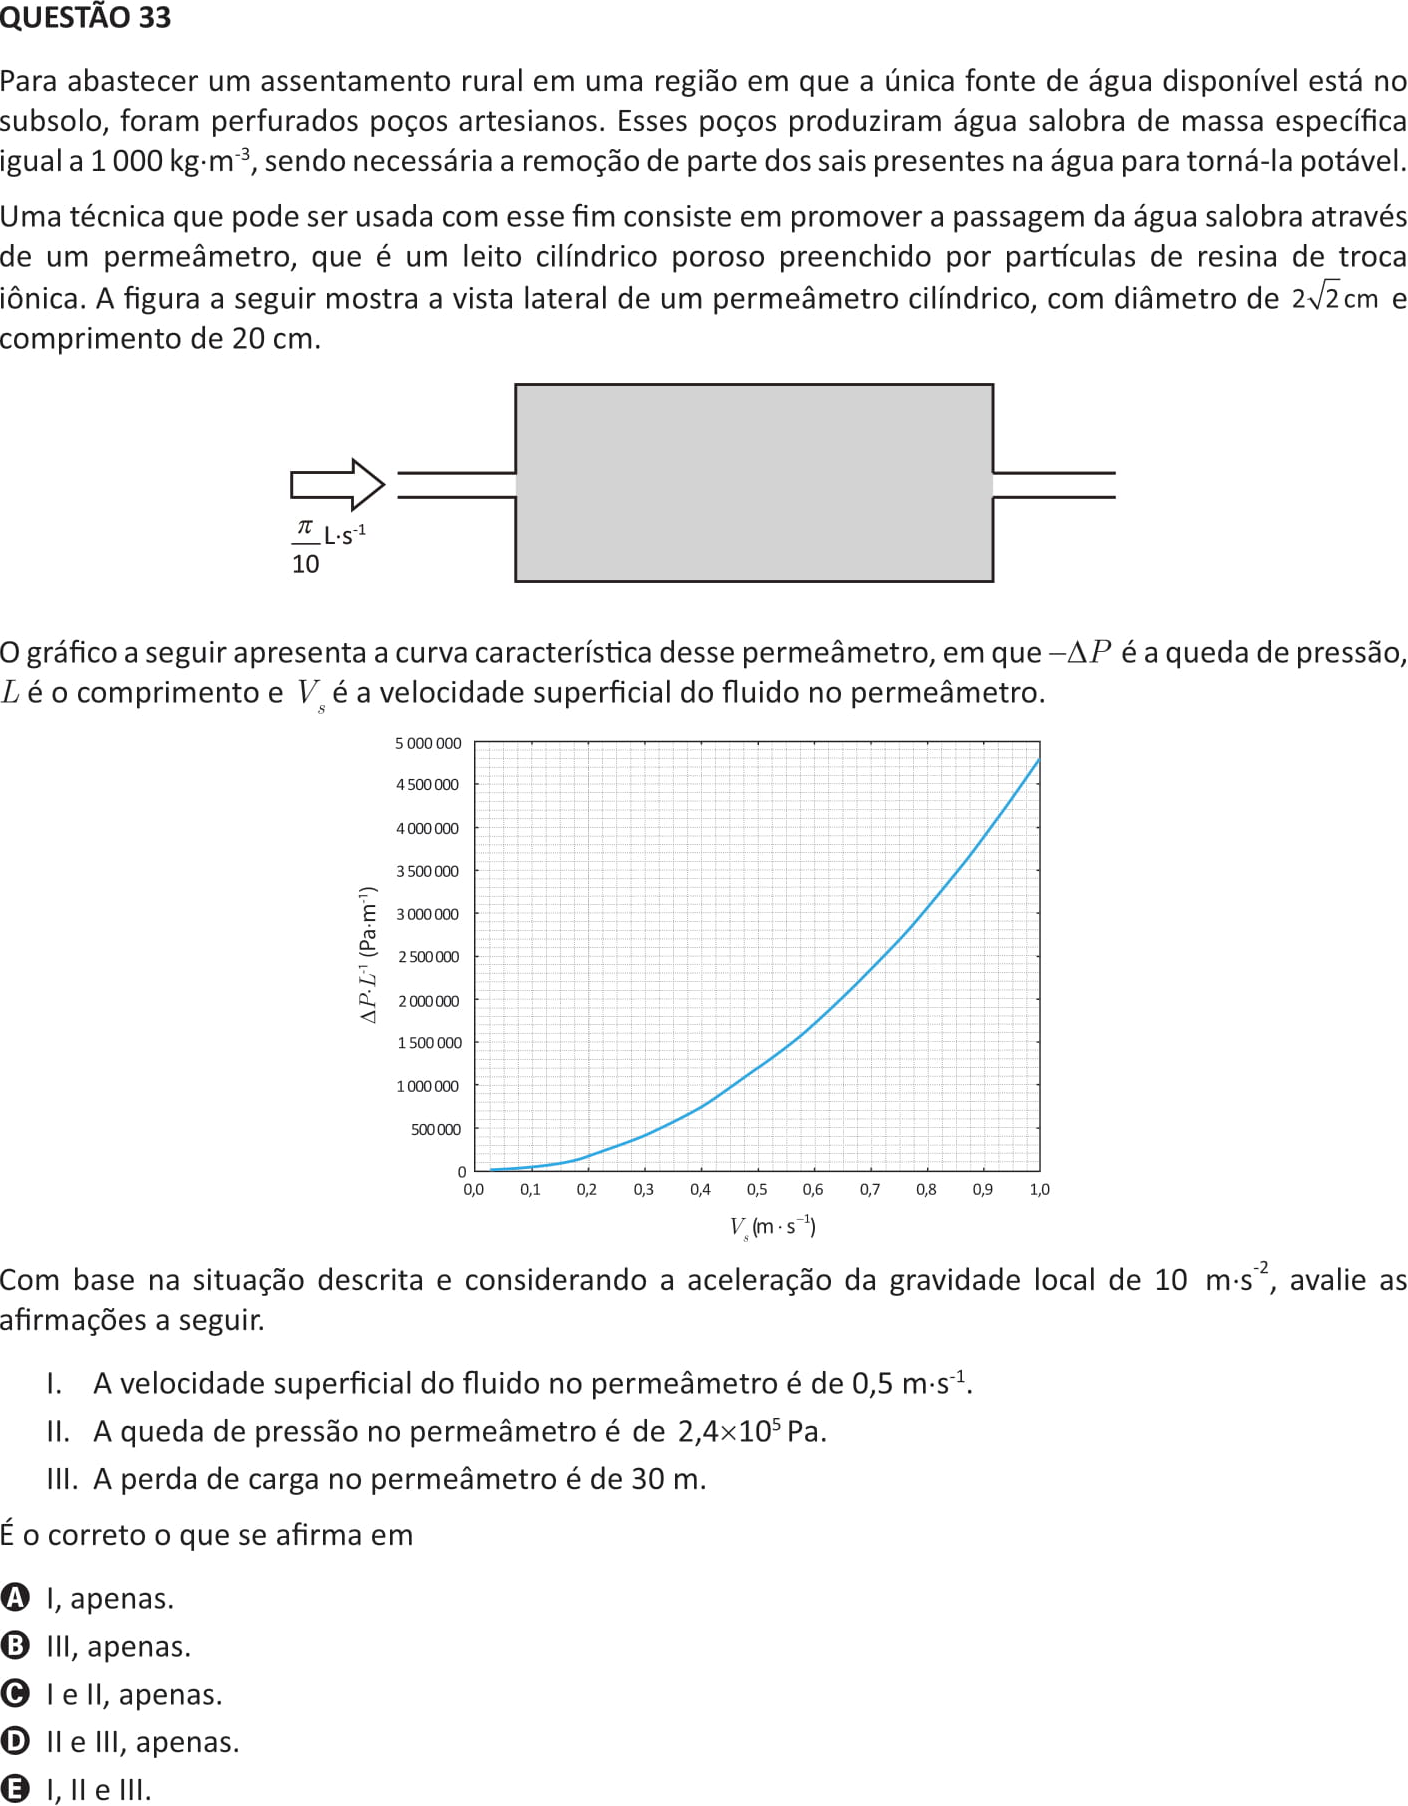 QUESTÃO 33
Para abastecer um assentamento rural em uma região em que a única fonte de água disponível está no
subsolo, foram perfurados poços artesianos. Esses poços produziram água salobra de massa específica
igual a 1 000 kg·m⁻³, sendo necessária a remoção de parte dos sais presentes na água para torná-la potável.
Uma técnica que pode ser usada com esse fim consiste em promover a passagem da água salobra através
de um permeâmetro, que é um leito cilíndrico poroso preenchido por partículas de resina de troca
iônica. A figura a seguir mostra a vista lateral de um permeâmetro cilíndrico, com diâmetro de 2√2 cm e
comprimento de 20 cm.
π/10 L·s⁻¹
O gráfico a seguir apresenta a curva característica desse permeâmetro, em que −ΔP é a queda de pressão,
L é o comprimento e Vₛ é a velocidade superficial do fluido no permeâmetro.
5 000 000
4 500 000
4 000 000
3 500 000
3 000 000
2 500 000
2 000 000
1 500 000
1 000 000
500 000
0
ΔP·L⁻¹ (Pa·m⁻¹)
0,0 0,1 0,2 0,3 0,4 0,5 0,6 0,7 0,8 0,9 1,0
Vₛ (m · s⁻¹)
Com base na situação descrita e considerando a aceleração da gravidade local de 10 m·s⁻², avalie as
afirmações a seguir.
I. A velocidade superficial do fluido no permeâmetro é de 0,5 m·s⁻¹.
II. A queda de pressão no permeâmetro é de 2,4×10⁵ Pa.
III. A perda de carga no permeâmetro é de 30 m.
É o correto o que se afirma em
A I, apenas.
B III, apenas.
C I e II, apenas.
D II e III, apenas.
E I, II e III.